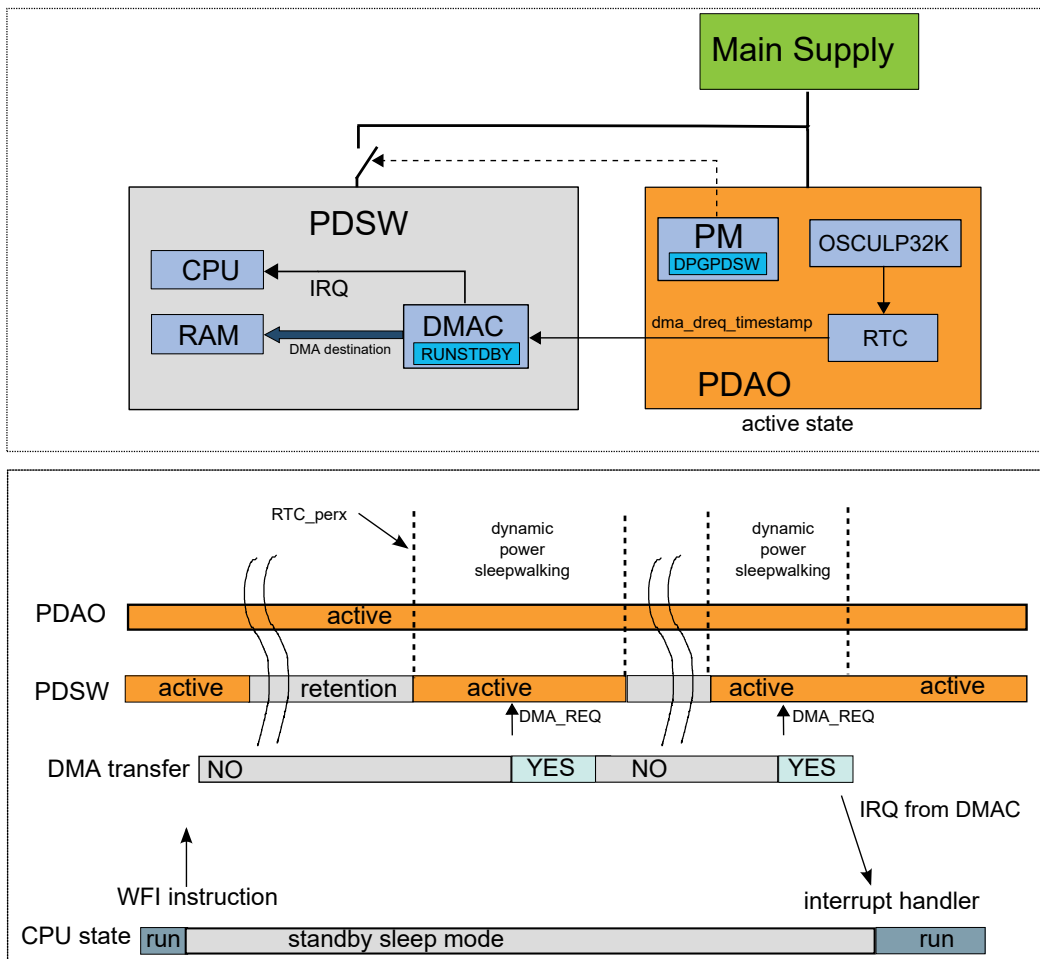 Main Supply
PDSW
PM
DPGPDSW
OSCULP32K
CPU
IRQ
RAM
DMA destination
DMAC
RUNSTDBY
dma_dreq_timestamp
RTC
PDAO
active state
RTC_perx
dynamic
power
sleepwalking
dynamic
power
sleepwalking
PDAO
active
PDSW
active
retention
active
active
active
DMA_REQ
DMA_REQ
DMA transfer
NO
YES
NO
YES
IRQ from DMAC
WFI instruction
interrupt handler
CPU state
run
standby sleep mode
run